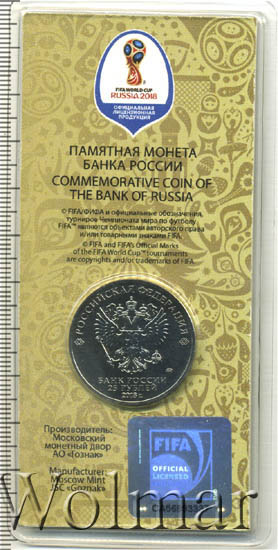 FIFA WORLD CUP
RUSSIA 2018
ОФИЦИАЛЬНАЯ
ЛИЦЕНЗИОННАЯ
ПРОДУКЦИЯ
ПАМЯТНАЯ МОНЕТА
БАНКА РОССИИ
COMMEMORATIVE COIN OF
THE BANK OF RUSSIA
© FIFA/ФИФА и официальные обозначения
турниров Чемпионата мира по футболу
FIFA™ являются объектами авторского права
и/или товарными знаками FIFA.
© FIFA and FIFA's Official Marks
of the FIFA World Cup™ tournaments
are copyrights and/or trademarks of FIFA.
РОССИЙСКАЯ ФЕДЕРАЦИЯ
БАНК РОССИИ
25 РУБЛЕЙ
2018 г.
Производитель:
Московский
монетный двор
АО «Гознак»
Manufacturer:
Moscow Mint
JSC «Goznak»
FIFA
OFFICIAL
LICENSED
Wolmar